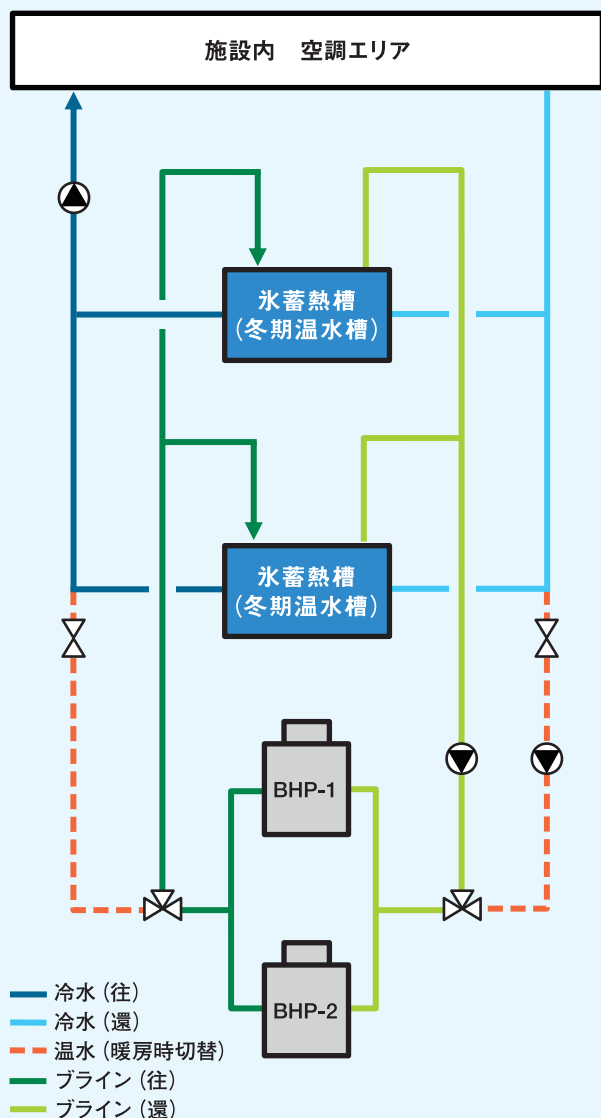 施設内　空調エリア
氷蓄熱槽
(冬期温水槽)
氷蓄熱槽
(冬期温水槽)
BHP-1
BHP-2
冷水 (往)
冷水 (還)
温水 (暖房時切替)
ブライン (往)
ブライン (還)